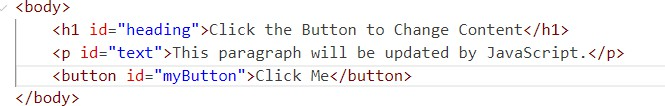 <body>
<h1 id="heading">Click the Button to Change Content</h1>
<p id="text">This paragraph will be updated by JavaScript.</p>
<button id="myButton">Click Me</button>
</body>